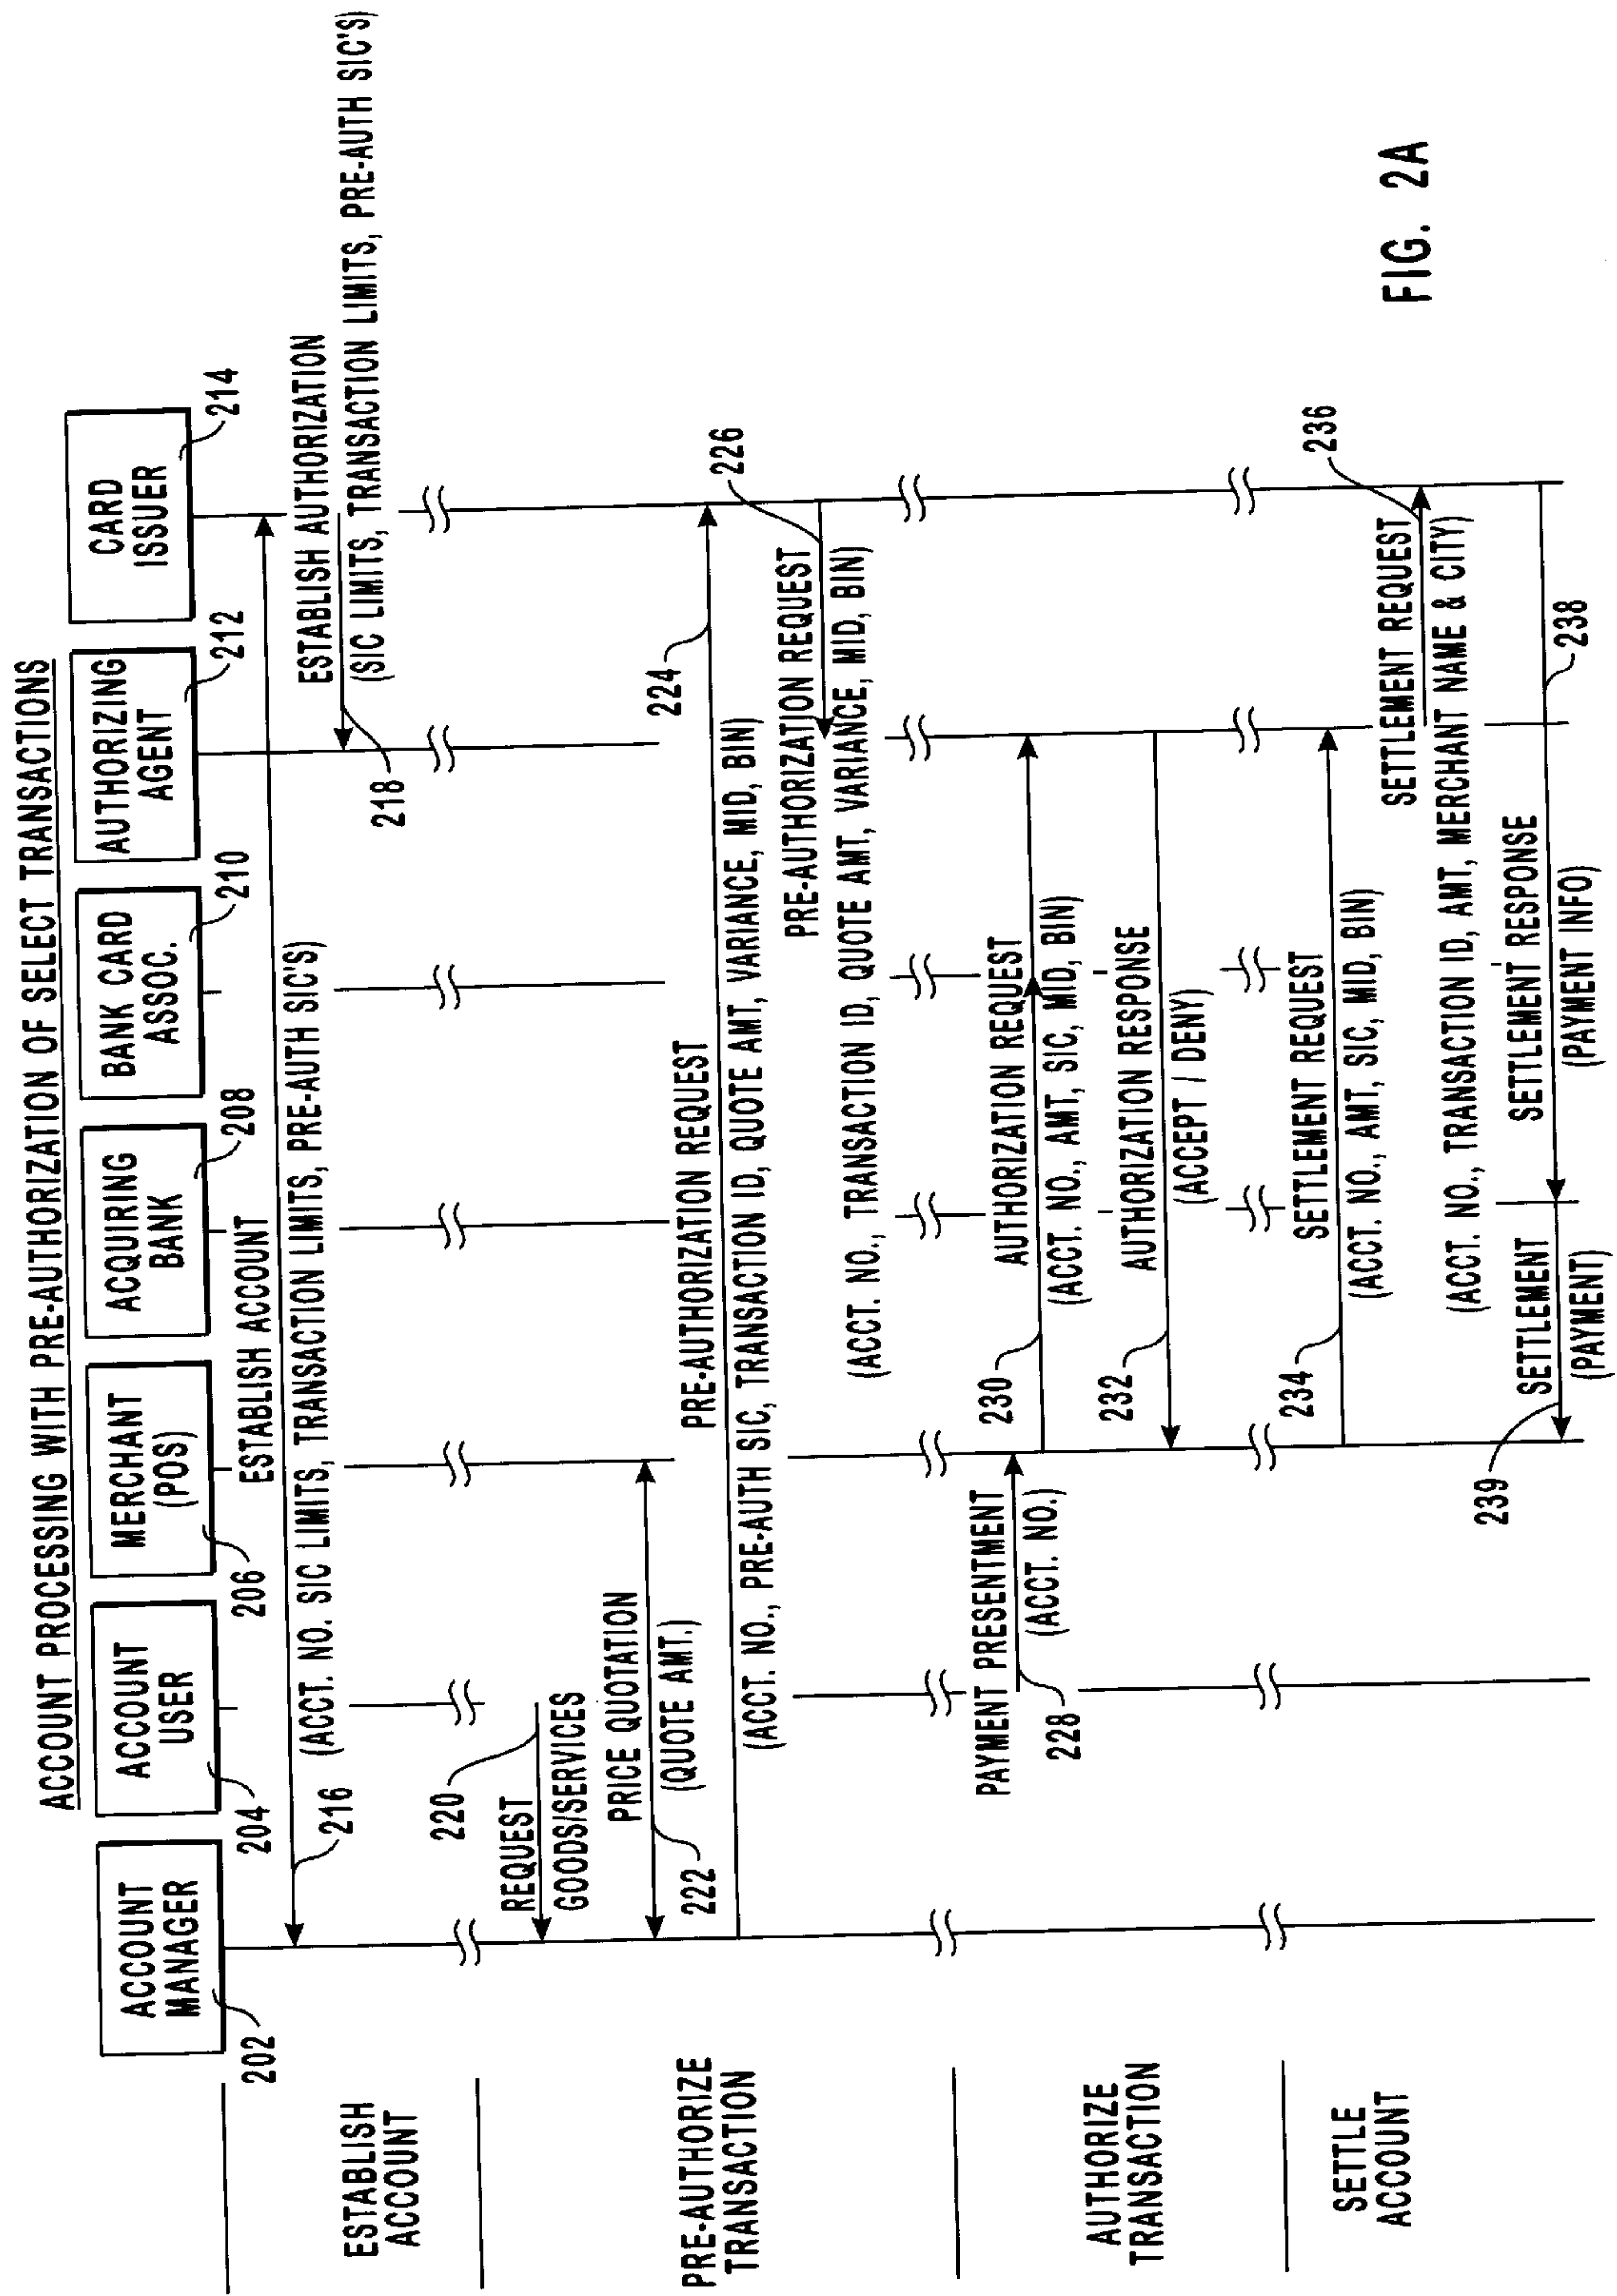 ACCOUNT PROCESSING WITH PRE-AUTHORIZATION OF SELECT TRANSACTIONS
ACCOUNT
MANAGER
202
ACCOUNT
USER
204
MERCHANT
(POS)
206
ACQUIRING
BANK
208
BANK CARD
ASSOC.
210
AUTHORIZING
AGENT
212
CARD
ISSUER
214
ESTABLISH
ACCOUNT
ESTABLISH ACCOUNT
(ACCT. NO. SIC LIMITS, TRANSACTION LIMITS, PRE-AUTH SIC'S)
216
ESTABLISH AUTHORIZATION
(SIC LIMITS, TRANSACTION LIMITS, PRE-AUTH SIC'S)
218
PRE-AUTHORIZE
TRANSACTION
220
REQUEST
GOODS/SERVICES
PRICE QUOTATION
(QUOTE AMT.)
222
PRE-AUTHORIZATION REQUEST
224
(ACCT. NO., PRE-AUTH SIC, TRANSACTION ID, QUOTE AMT, VARIANCE, MID, BIN)
226
PRE-AUTHORIZATION REQUEST
(ACCT. NO., TRANSACTION ID, QUOTE AMT, VARIANCE, MID, BIN)
AUTHORIZE
TRANSACTION
PAYMENT PRESENTMENT
(ACCT. NO.)
228
230
AUTHORIZATION REQUEST
(ACCT. NO., AMT, SIC, MID, BIN)
232
AUTHORIZATION RESPONSE
(ACCEPT / DENY)
SETTLE
ACCOUNT
234
SETTLEMENT REQUEST
(ACCT. NO., AMT, SIC, MID, BIN)
236
SETTLEMENT REQUEST
(ACCT. NO., TRANSACTION ID, AMT, MERCHANT NAME & CITY)
SETTLEMENT RESPONSE
(PAYMENT INFO)
238
239
SETTLEMENT
(PAYMENT)
FIG. 2A